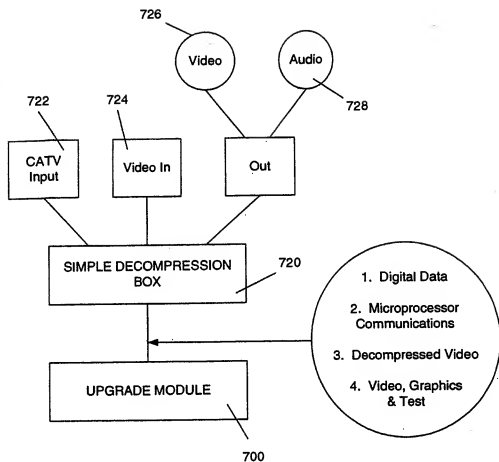 726
Video
Audio
728
722
724
CATV
Input
Video In
Out
SIMPLE DECOMPRESSION
BOX
720
1. Digital Data
2. Microprocessor
Communications
3. Decompressed Video
4. Video, Graphics
& Test
UPGRADE MODULE
700